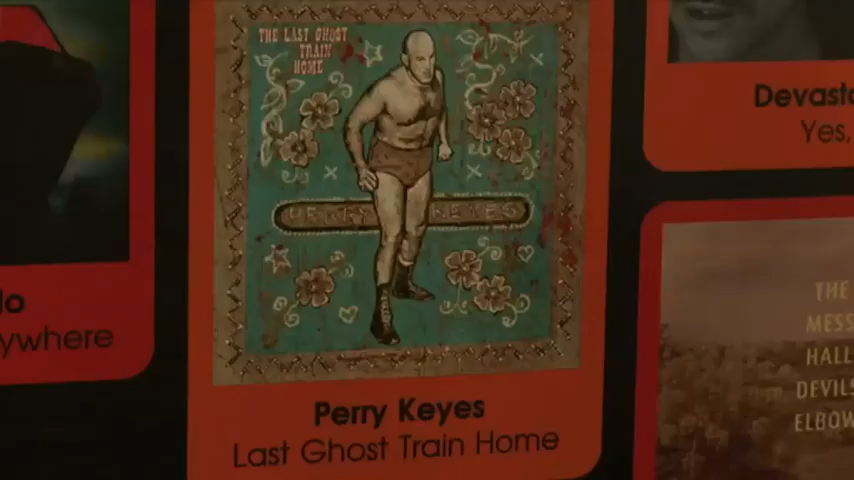 THE LAST GHOST
TRAIN
HOME
PERRY KEYES
Perry Keyes
Last Ghost Train Home
lo
ywhere
Devasta
Yes,
THE
MESS
HALL
DEVILS
ELBOW